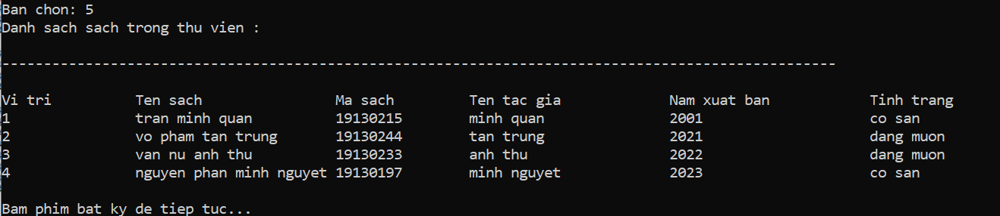 Ban chon: 5
Danh sach sach trong thu vien :
----------------------------------------------------------------------------------------------------
Vi tri Ten sach Ma sach Ten tac gia Nam xuat ban Tinh trang
1 tran minh quan 19130215 minh quan 2001 co san
2 vo pham tan trung 19130244 tan trung 2021 dang muon
3 van nu anh thu 19130233 anh thu 2022 dang muon
4 nguyen phan minh nguyet 19130197 minh nguyet 2023 co san
Bam phim bat ky de tiep tuc...